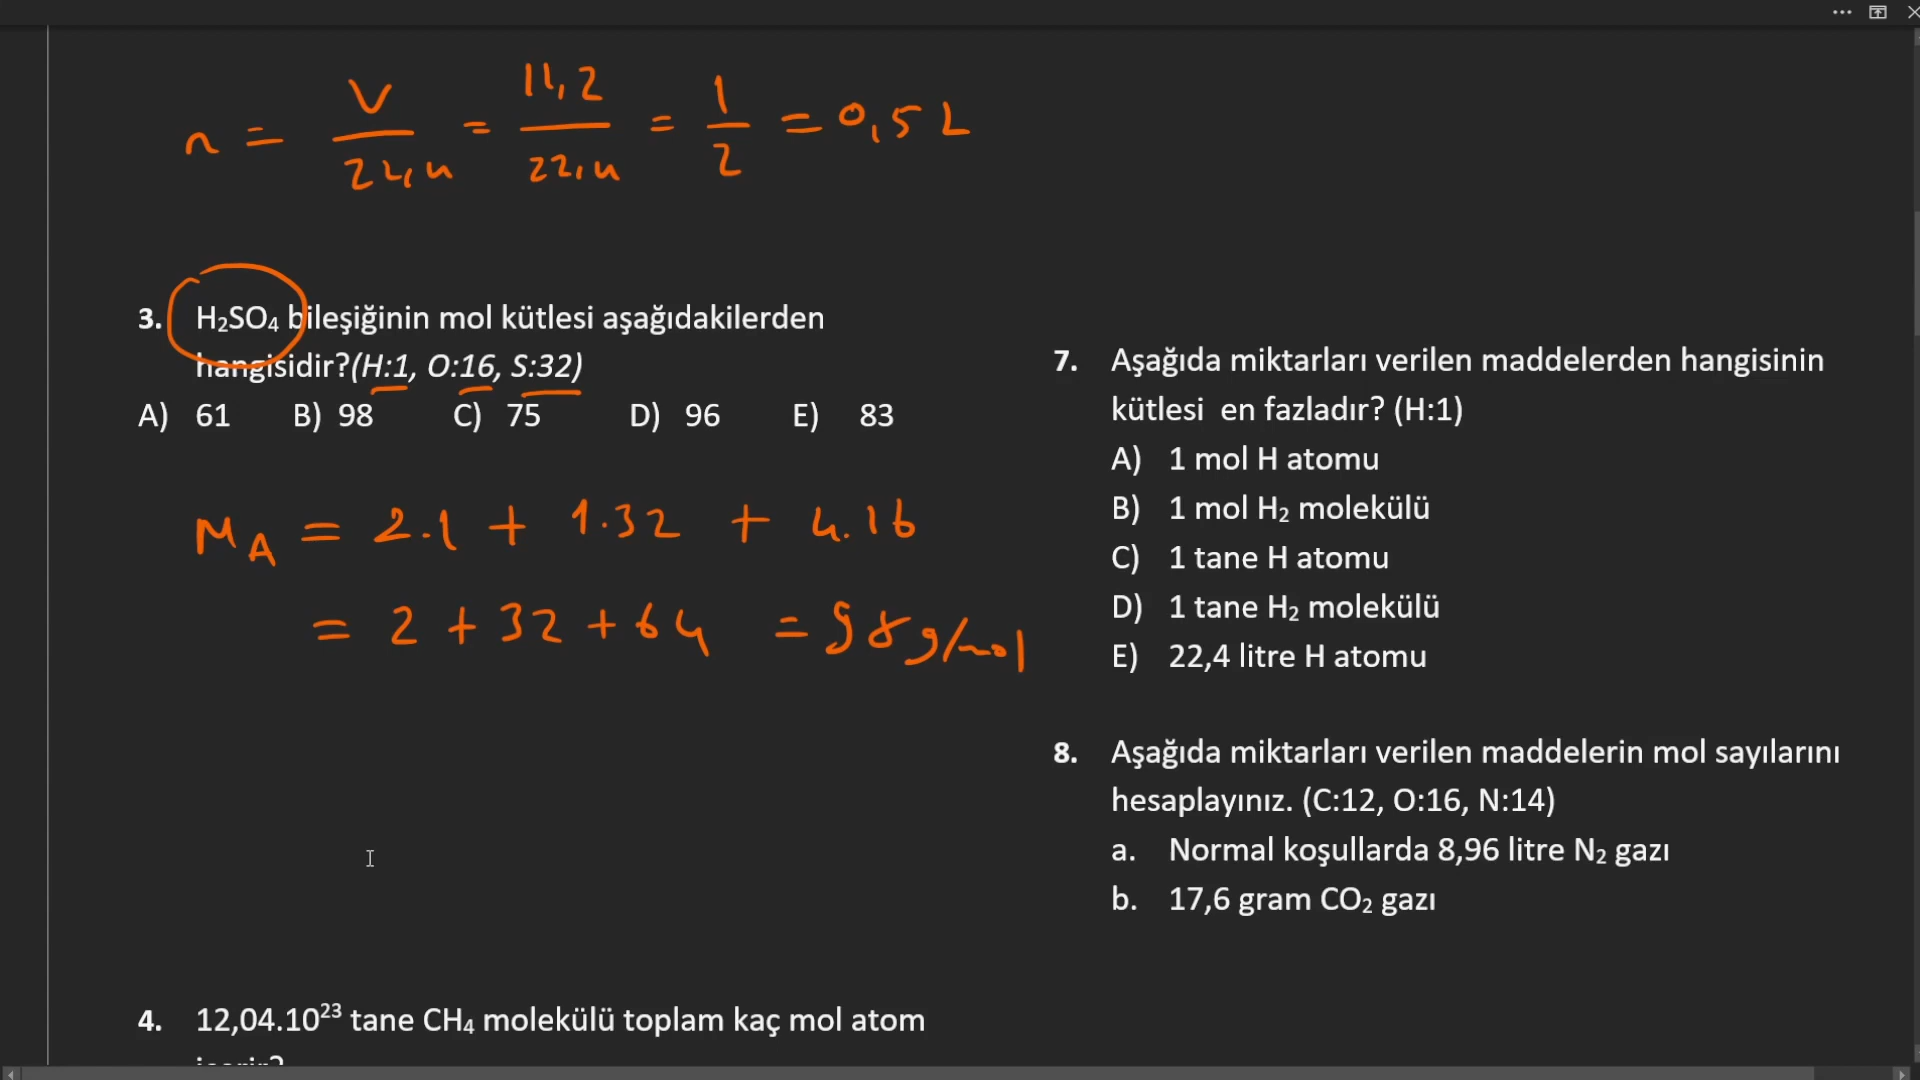 n = V/22,4 = 11,2/22,4 = 1/2 = 0,5 L
3. H₂SO₄ bileşiğinin mol kütlesi aşağıdakilerden
hangisidir?(H:1, O:16, S:32)
A) 61 B) 98 C) 75 D) 96 E) 83
MA = 2.1 + 1.32 + 4.16
= 2 + 32 + 64 = 98 g/mol
4. 12,04.10²³ tane CH₄ molekülü toplam kaç mol atom
içerir?
7. Aşağıda miktarları verilen maddelerden hangisinin
kütlesi en fazladır? (H:1)
A) 1 mol H atomu
B) 1 mol H₂ molekülü
C) 1 tane H atomu
D) 1 tane H₂ molekülü
E) 22,4 litre H atomu
8. Aşağıda miktarları verilen maddelerin mol sayılarını
hesaplayınız. (C:12, O:16, N:14)
a. Normal koşullarda 8,96 litre N₂ gazı
b. 17,6 gram CO₂ gazı